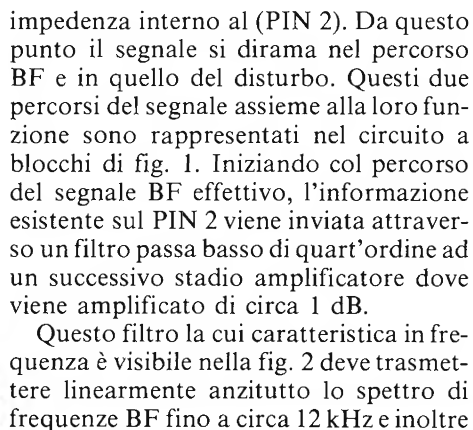 impedenza interno al (PIN 2). Da questo
punto il segnale si dirama nel percorso
BF e in quello del disturbo. Questi due
percorsi del segnale assieme alla loro fun-
zione sono rappresentati nel circuito a
blocchi di fig. 1. Iniziando col percorso
del segnale BF effettivo, l'informazione
esistente sul PIN 2 viene inviata attraver-
so un filtro passa basso di quart'ordine ad
un successivo stadio amplificatore dove
viene amplificato di circa 1 dB.
Questo filtro la cui caratteristica in fre-
quenza è visibile nella fig. 2 deve trasmet-
tere linearmente anzitutto lo spettro di
frequenze BF fino a circa 12 kHz e inoltre